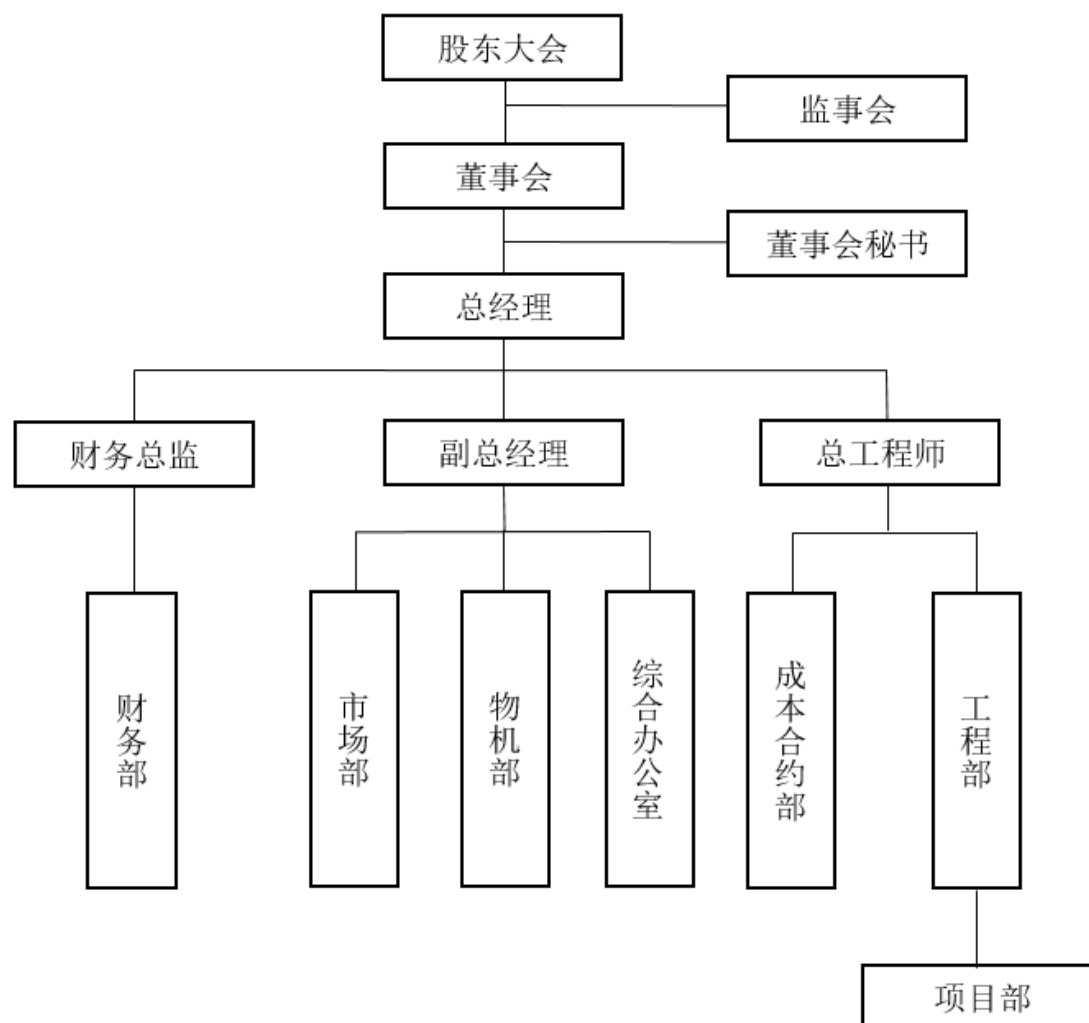 股东大会
监事会
董事会
董事会秘书
总经理
财务总监
副总经理
总工程师
财务部
市场部
物机部
综合办公室
成本合约部
工程部
项目部